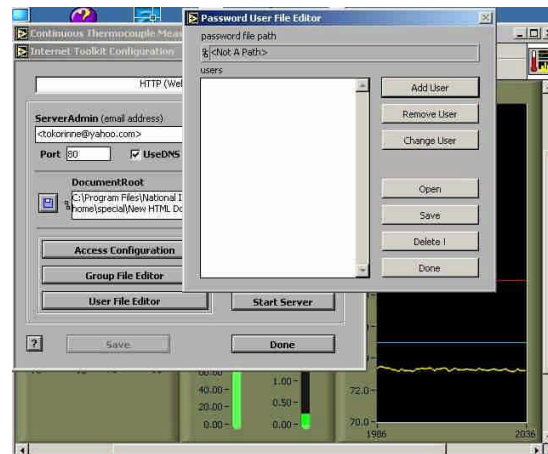 Password User File Editor
Continuous Thermocouple Meas
Internet Toolkit Configuration
password file path
<Not A Path>
users
HTTP (Wel
Add User
Remove User
Change User
Open
Save
Delete !
Done
ServerAdmin (email address)
<tokorinne@yahoo.com>
Port 80 UseDNS
DocumentRoot
C:\Program Files\National I
home\special\New HTML Do
Access Configuration
Group File Editor
User File Editor
Start Server
?
Save
Done
40.00
20.00
0.00
1.00
0.50
0.00
72.0
70.0
1986
2036